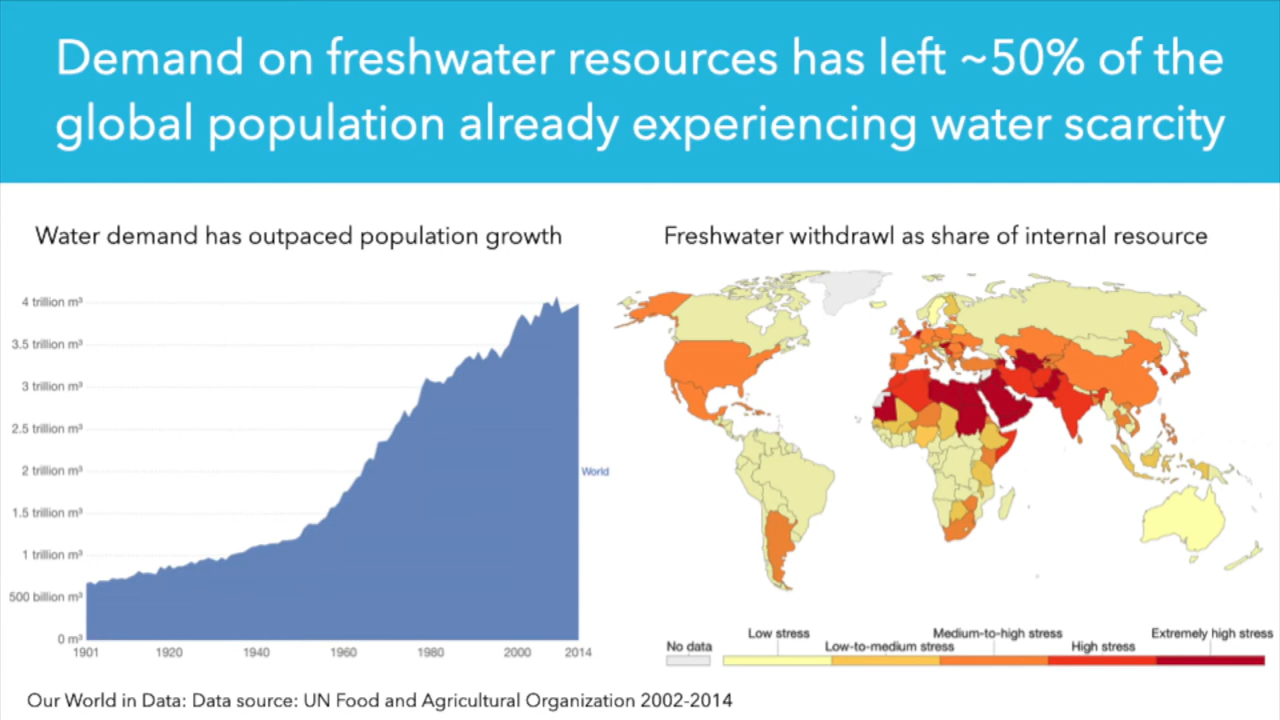 Demand on freshwater resources has left ~50% of the
global population already experiencing water scarcity
Water demand has outpaced population growth
4 trillion m³
3.5 trillion m³
3 trillion m³
2.5 trillion m³
2 trillion m³
1.5 trillion m³
1 trillion m³
500 billion m³
0 m³
1901 1920 1940 1960 1980 2000 2014
World
Freshwater withdrawl as share of internal resource
No data
Low stress
Low-to-medium stress
Medium-to-high stress
High stress
Extremely high stress
Our World in Data: Data source: UN Food and Agricultural Organization 2002-2014